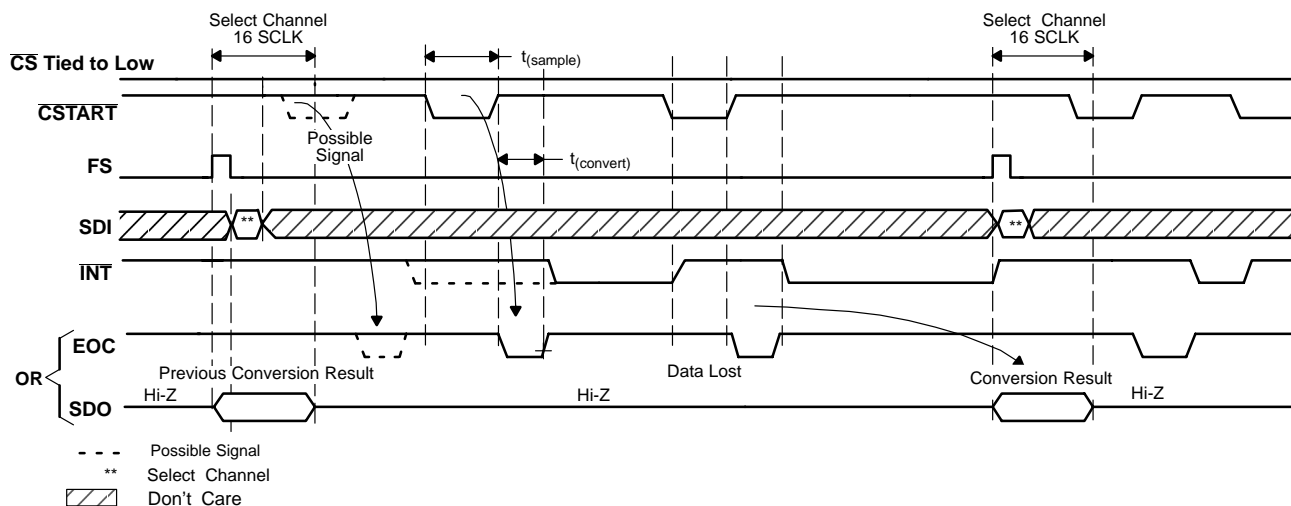 Select Channel
16 SCLK
Select Channel
16 SCLK
t(sample)
CS Tied to Low
CSTART
Possible
Signal
t(convert)
FS
SDI
**
**
INT
EOC
OR
Previous Conversion Result
Data Lost
Conversion Result
Hi-Z
Hi-Z
Hi-Z
SDO
Possible Signal
** Select Channel
Don't Care